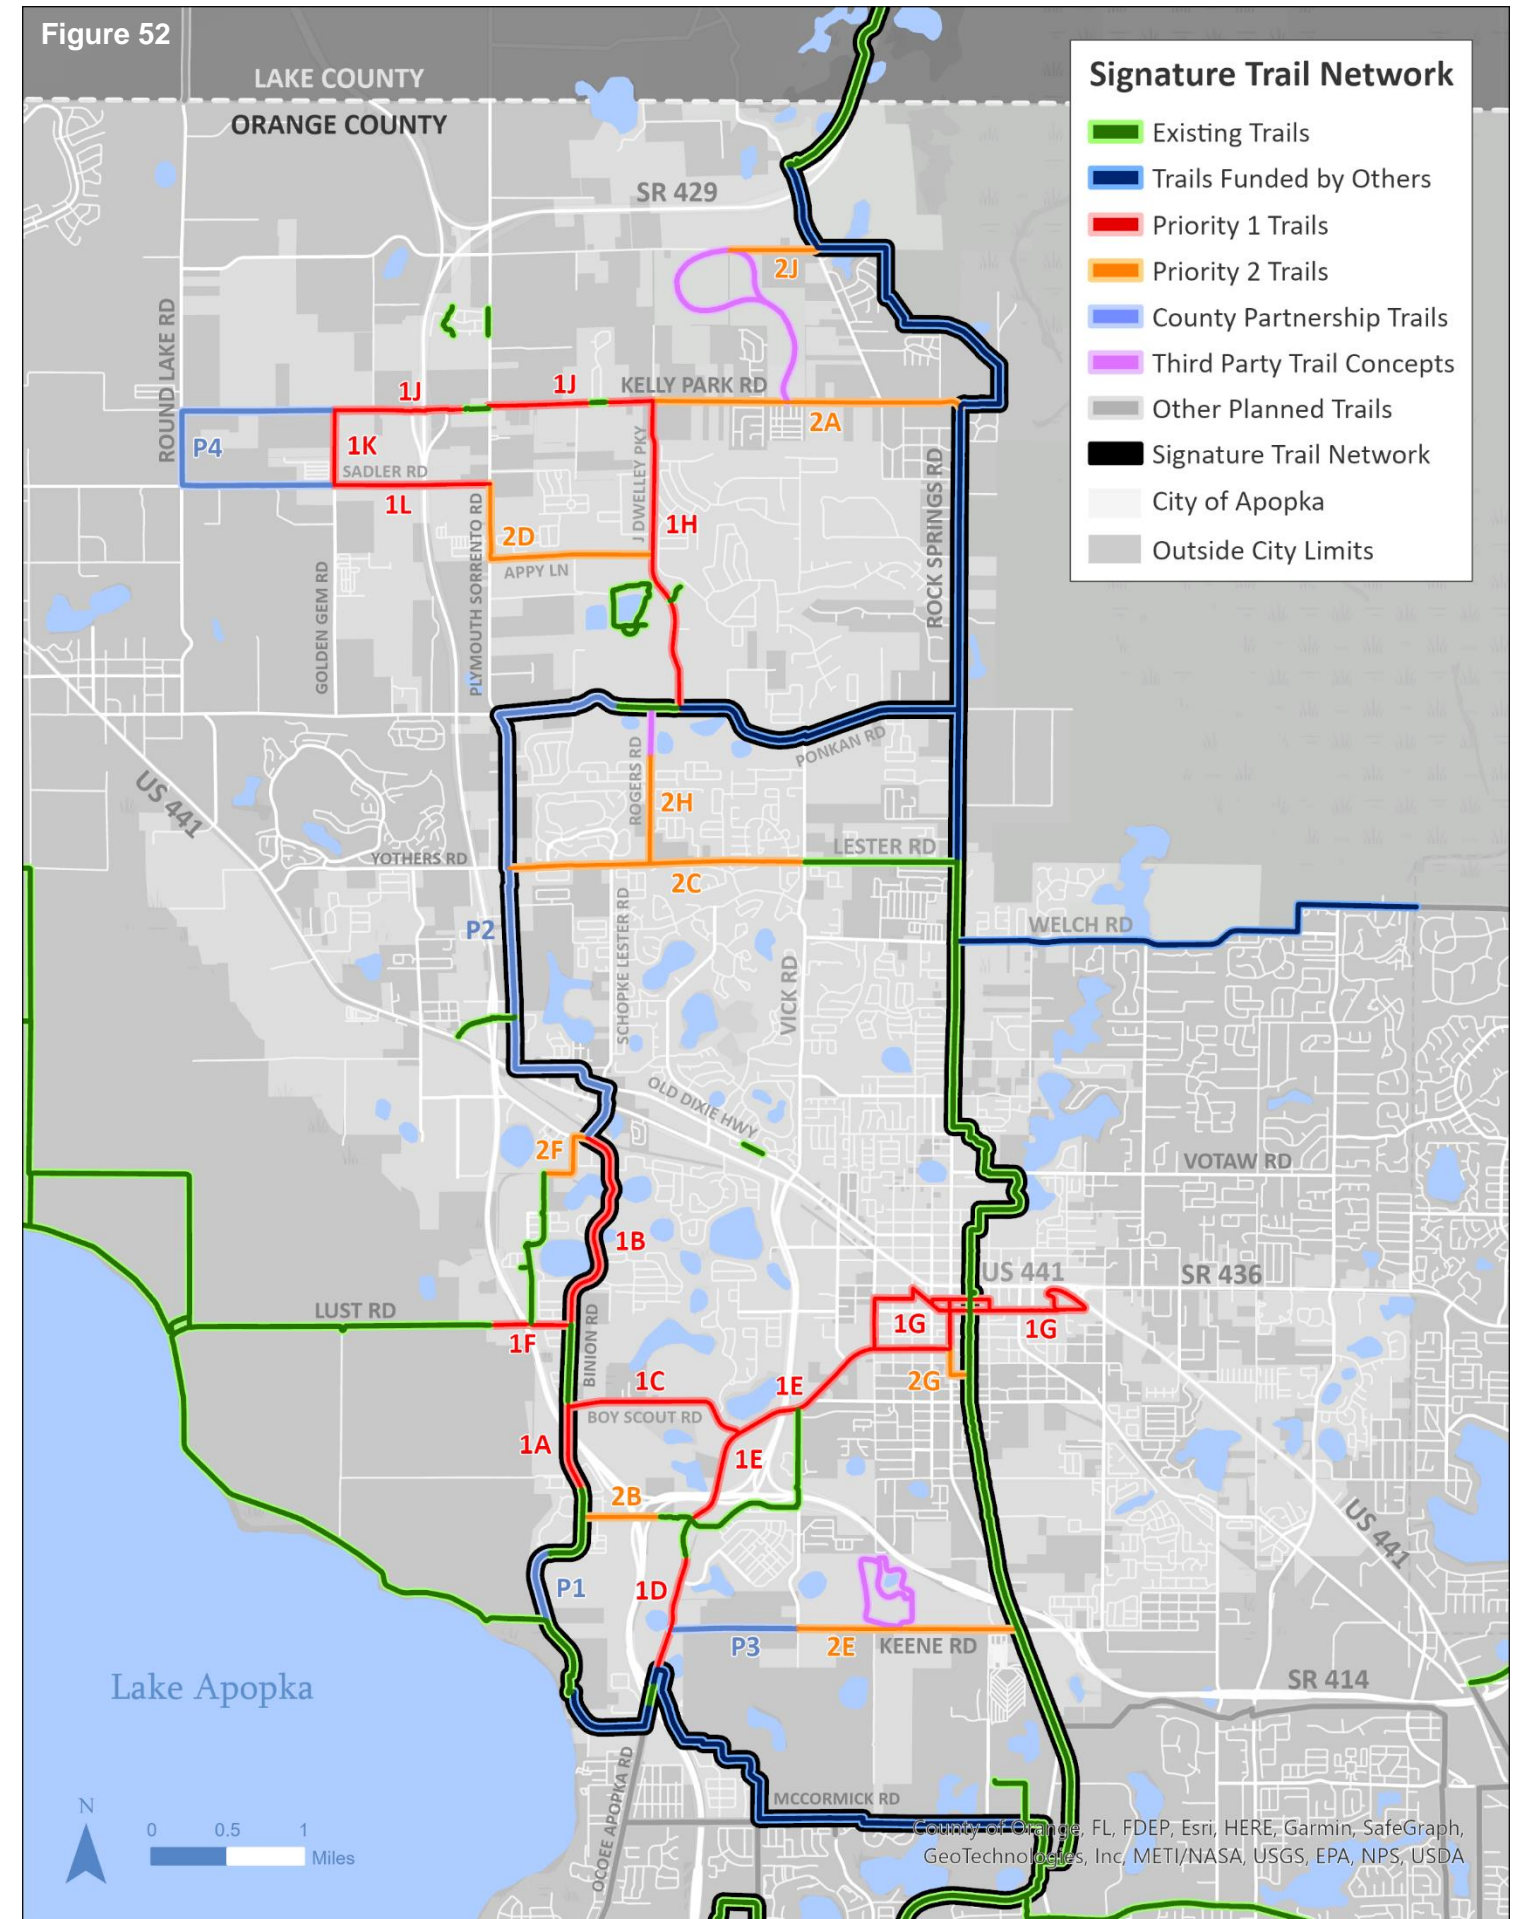 Figure 52
LAKE COUNTY
ORANGE COUNTY
Signature Trail Network
Existing Trails
Trails Funded by Others
Priority 1 Trails
Priority 2 Trails
County Partnership Trails
Third Party Trail Concepts
Other Planned Trails
Signature Trail Network
City of Apopka
Outside City Limits
SR 429
2J
ROUND LAKE RD
1J
1J
KELLY PARK RD
2A
P4
1K
SADLER RD
1L
J DWELLEY PKY
1H
ROCK SPRINGS RD
PLYMOUTH SORRENTO RD
2D
APPY LN
GOLDEN GEM RD
PONKAN RD
ROGERS RD
US 441
2H
YOTHERS RD
LESTER RD
2C
SCHOPKE LESTER RD
P2
WELCH RD
VICK RD
OLD DIXIE HWY
2F
VOTAW RD
1B
US 441
SR 436
LUST RD
1F
BINION RD
1G
1G
1C
1E
2G
BOY SCOUT RD
1A
1E
2B
US 441
P1
1D
P3
2E
KEENE RD
SR 414
Lake Apopka
OCOEE APOPKA RD
MCCORMICK RD
N
0
0.5
1
Miles
County of Orange, FL, FDEP, Esri, HERE, Garmin, SafeGraph,
GeoTechnologies, Inc, METI/NASA, USGS, EPA, NPS, USDA